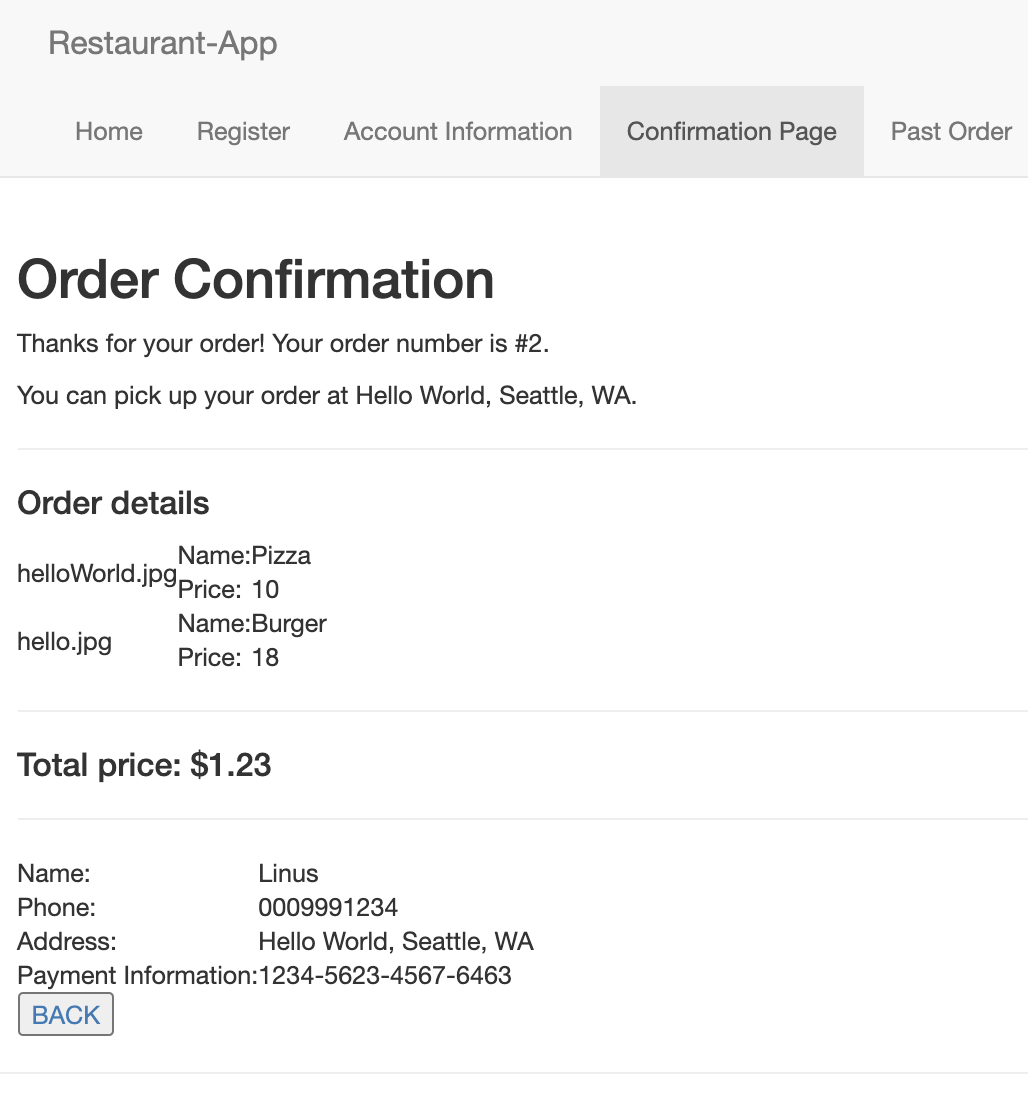 Restaurant-App
Home Register Account Information Confirmation Page Past Order
Order Confirmation
Thanks for your order! Your order number is #2.
You can pick up your order at Hello World, Seattle, WA.
Order details
helloWorld.jpg
Name:Pizza
Price: 10
hello.jpg
Name:Burger
Price: 18
Total price: $1.23
Name: Linus
Phone: 0009991234
Address: Hello World, Seattle, WA
Payment Information:1234-5623-4567-6463
BACK